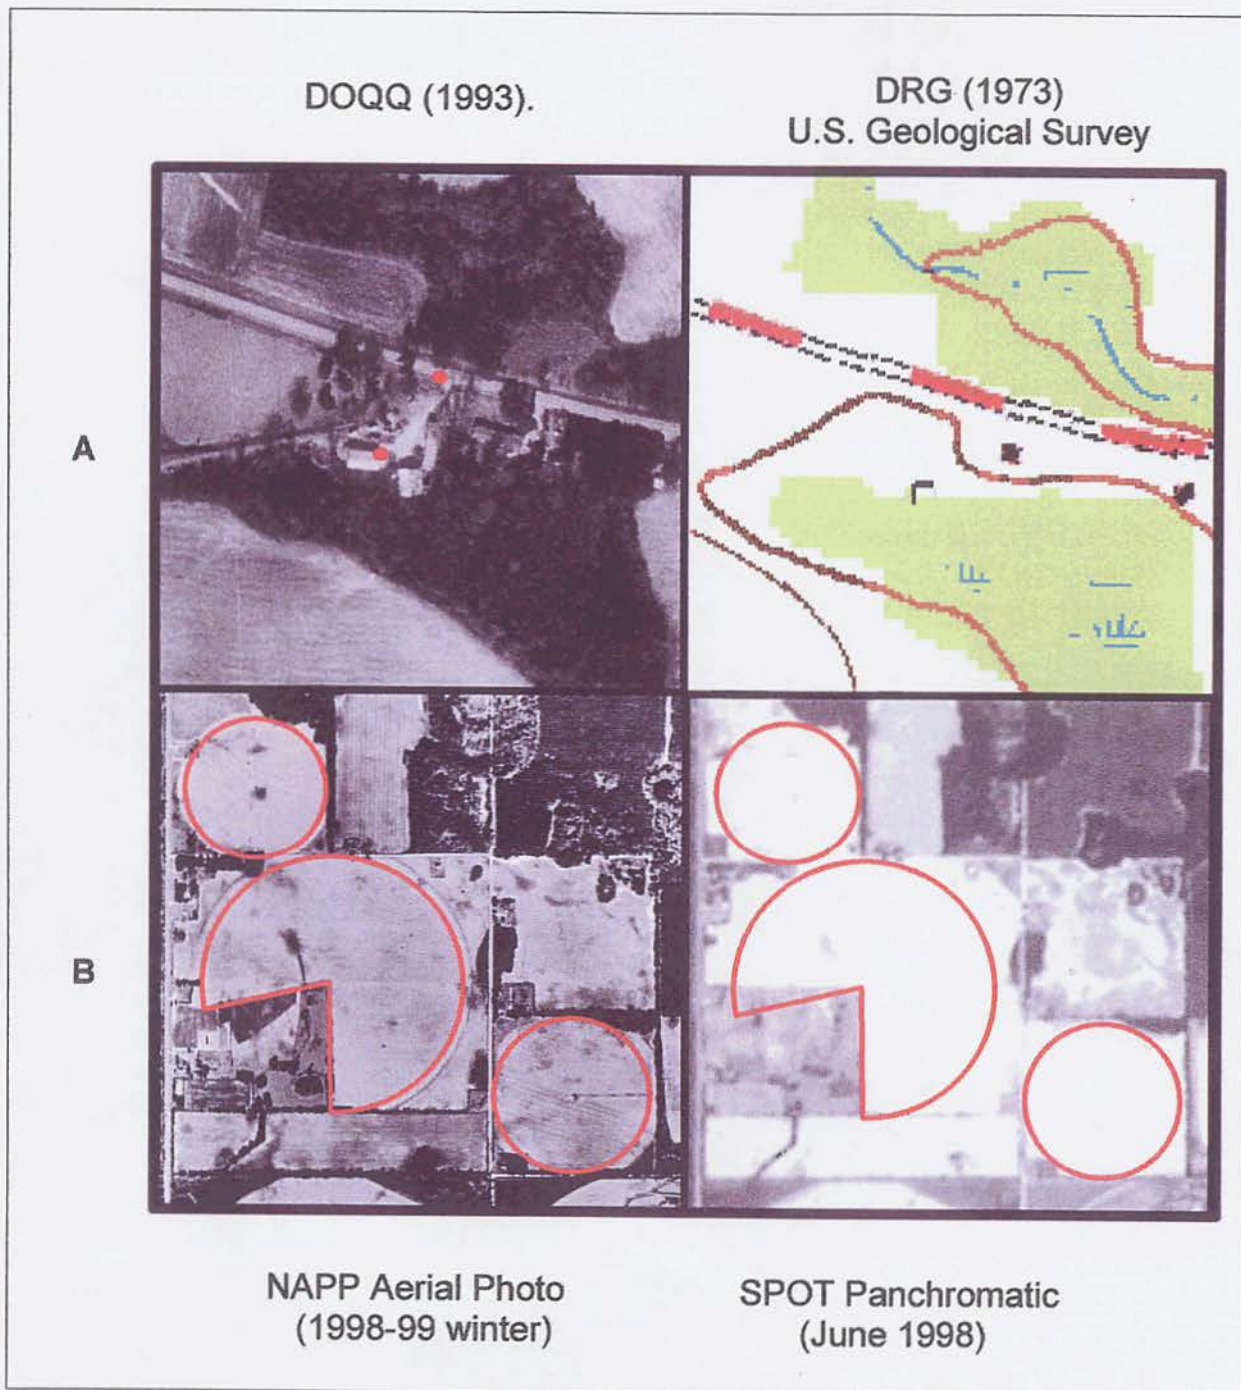 DOQQ (1993).
DRG (1973)
U.S. Geological Survey
A
B
NAPP Aerial Photo
(1998-99 winter)
SPOT Panchromatic
(June 1998)